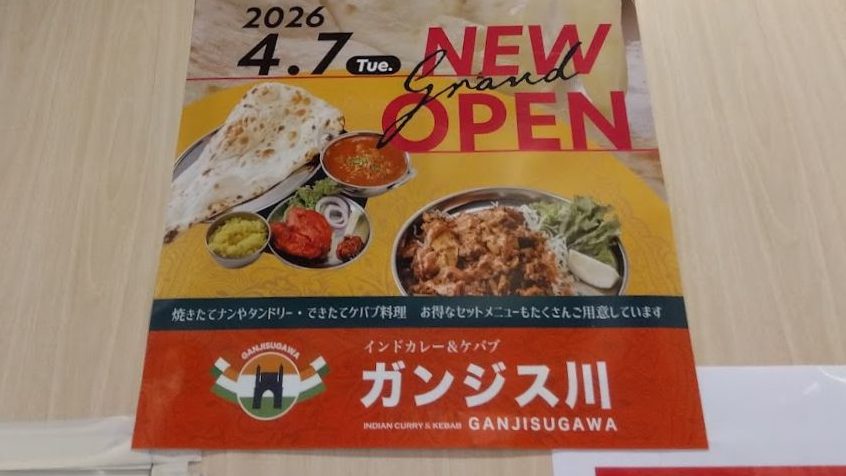 2026
4.7 Tue.
NEW
Grand
OPEN
焼きたてナンやタンドリー・できたてケバブ料理 お得なセットメニューもたくさんご用意しています
GANJISUGAWA
インドカレー&ケバブ
ガンジス川
INDIAN CURRY & KEBAB GANJISUGAWA